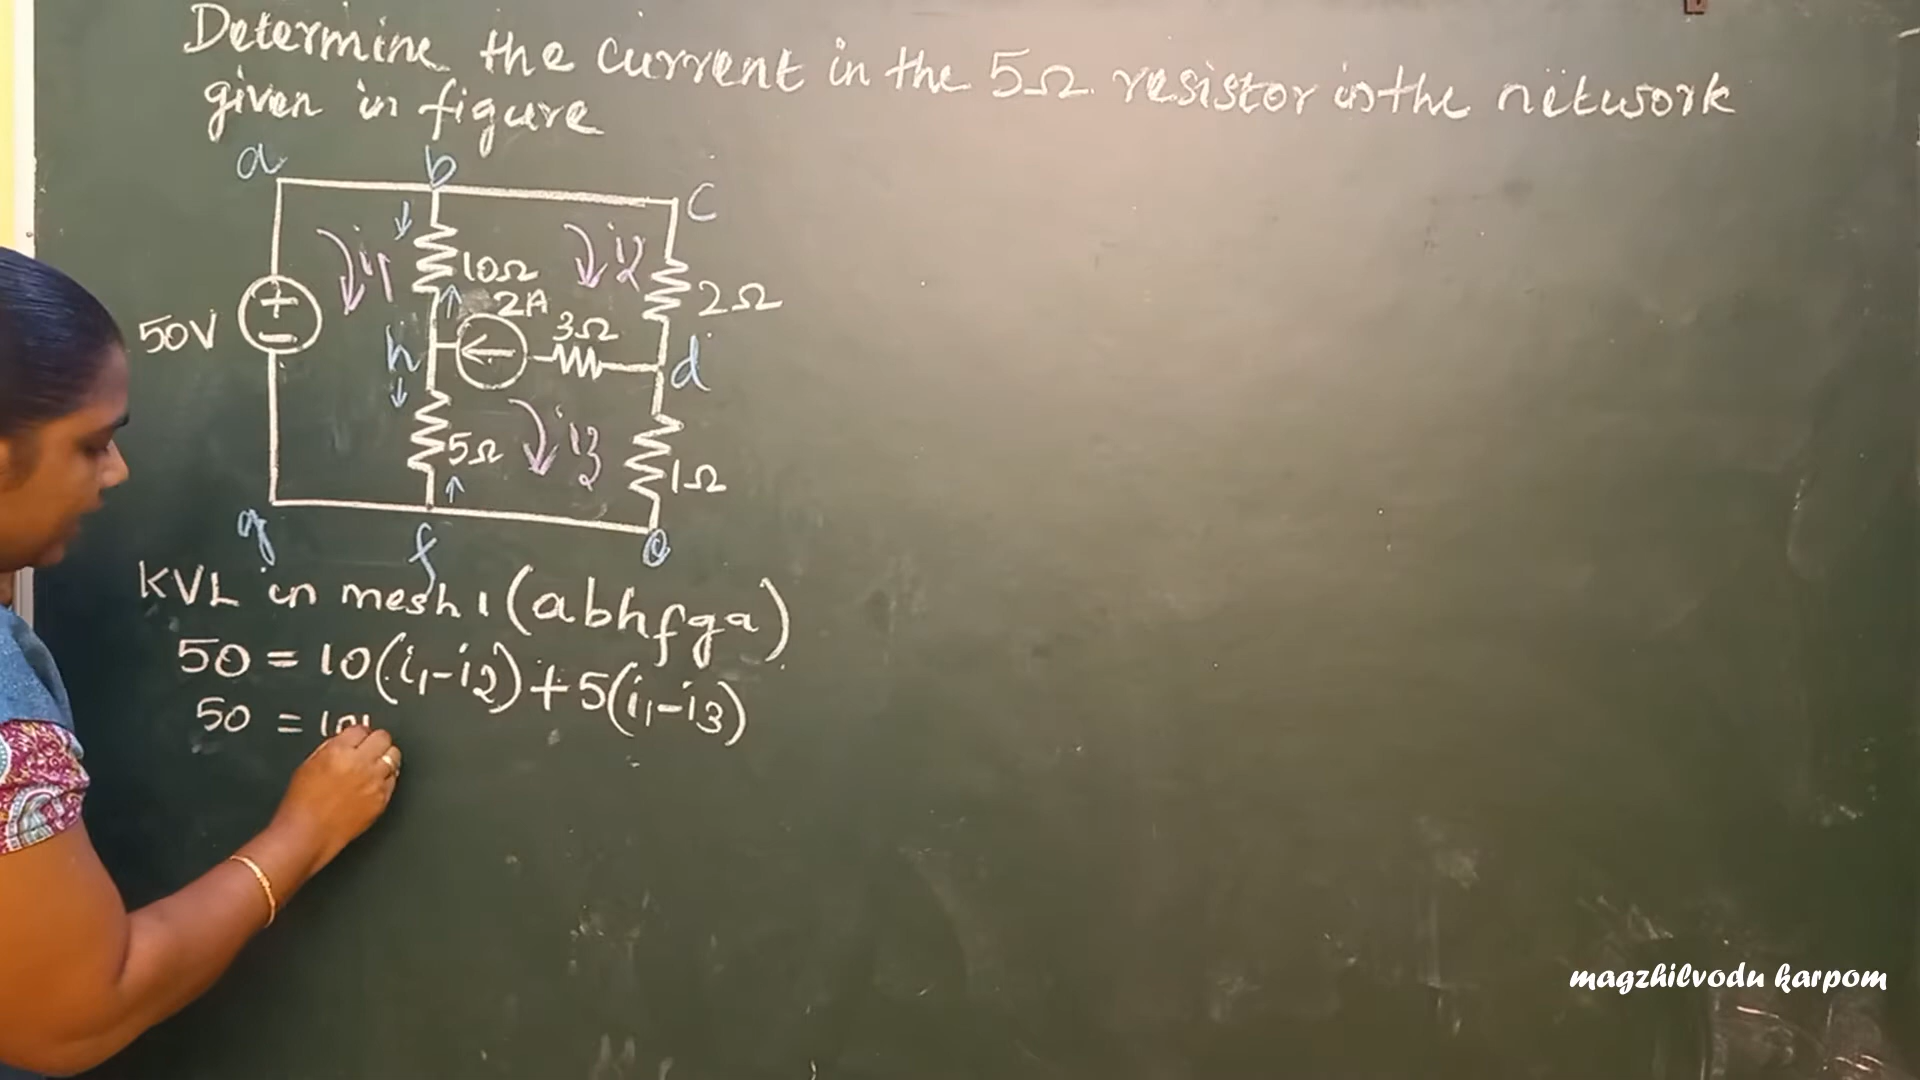 Determine the current in the 5Ω resistor in the network
given in figure
a b c
i1 i2
10Ω
2A
2Ω
50V
3Ω
h d
5Ω i3
1Ω
g f e
KVL in mesh 1 (abhfga)
50 = 10(i1-i2)+5(i1-i3)
50 = 10i
magzhilvodu karpom